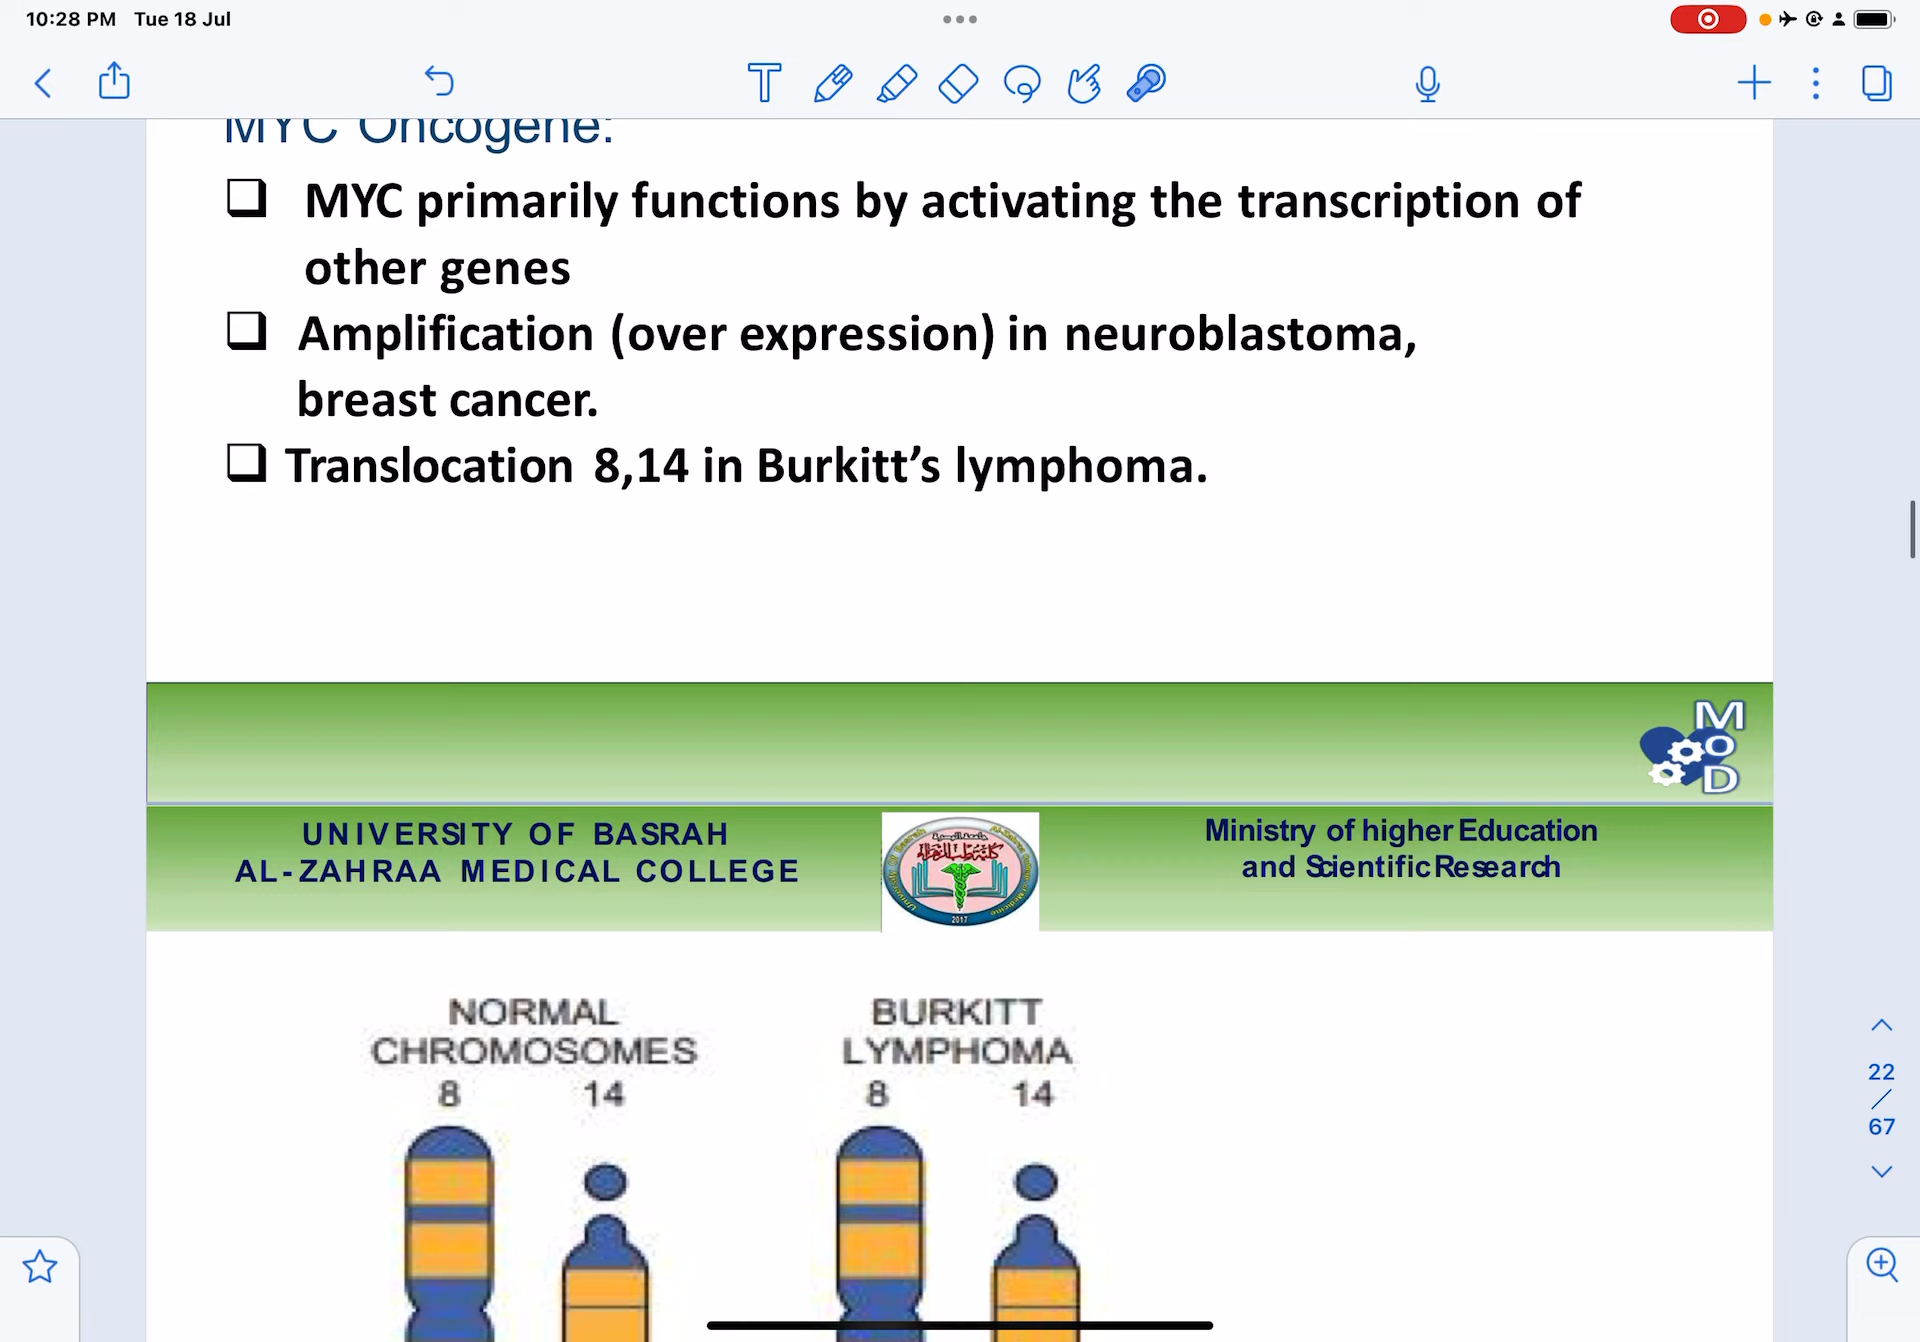 10:28 PM Tue 18 Jul
MYC Oncogene:
❑ MYC primarily functions by activating the transcription of
other genes
❑ Amplification (over expression) in neuroblastoma,
breast cancer.
❑ Translocation 8,14 in Burkitt’s lymphoma.
M
O
D
UNIVERSITY OF BASRAH
AL-ZAHRAA MEDICAL COLLEGE
2017
Ministry of higher Education
and Scientific Research
NORMAL
CHROMOSOMES
8 14
BURKITT
LYMPHOMA
8 14
22
/
67